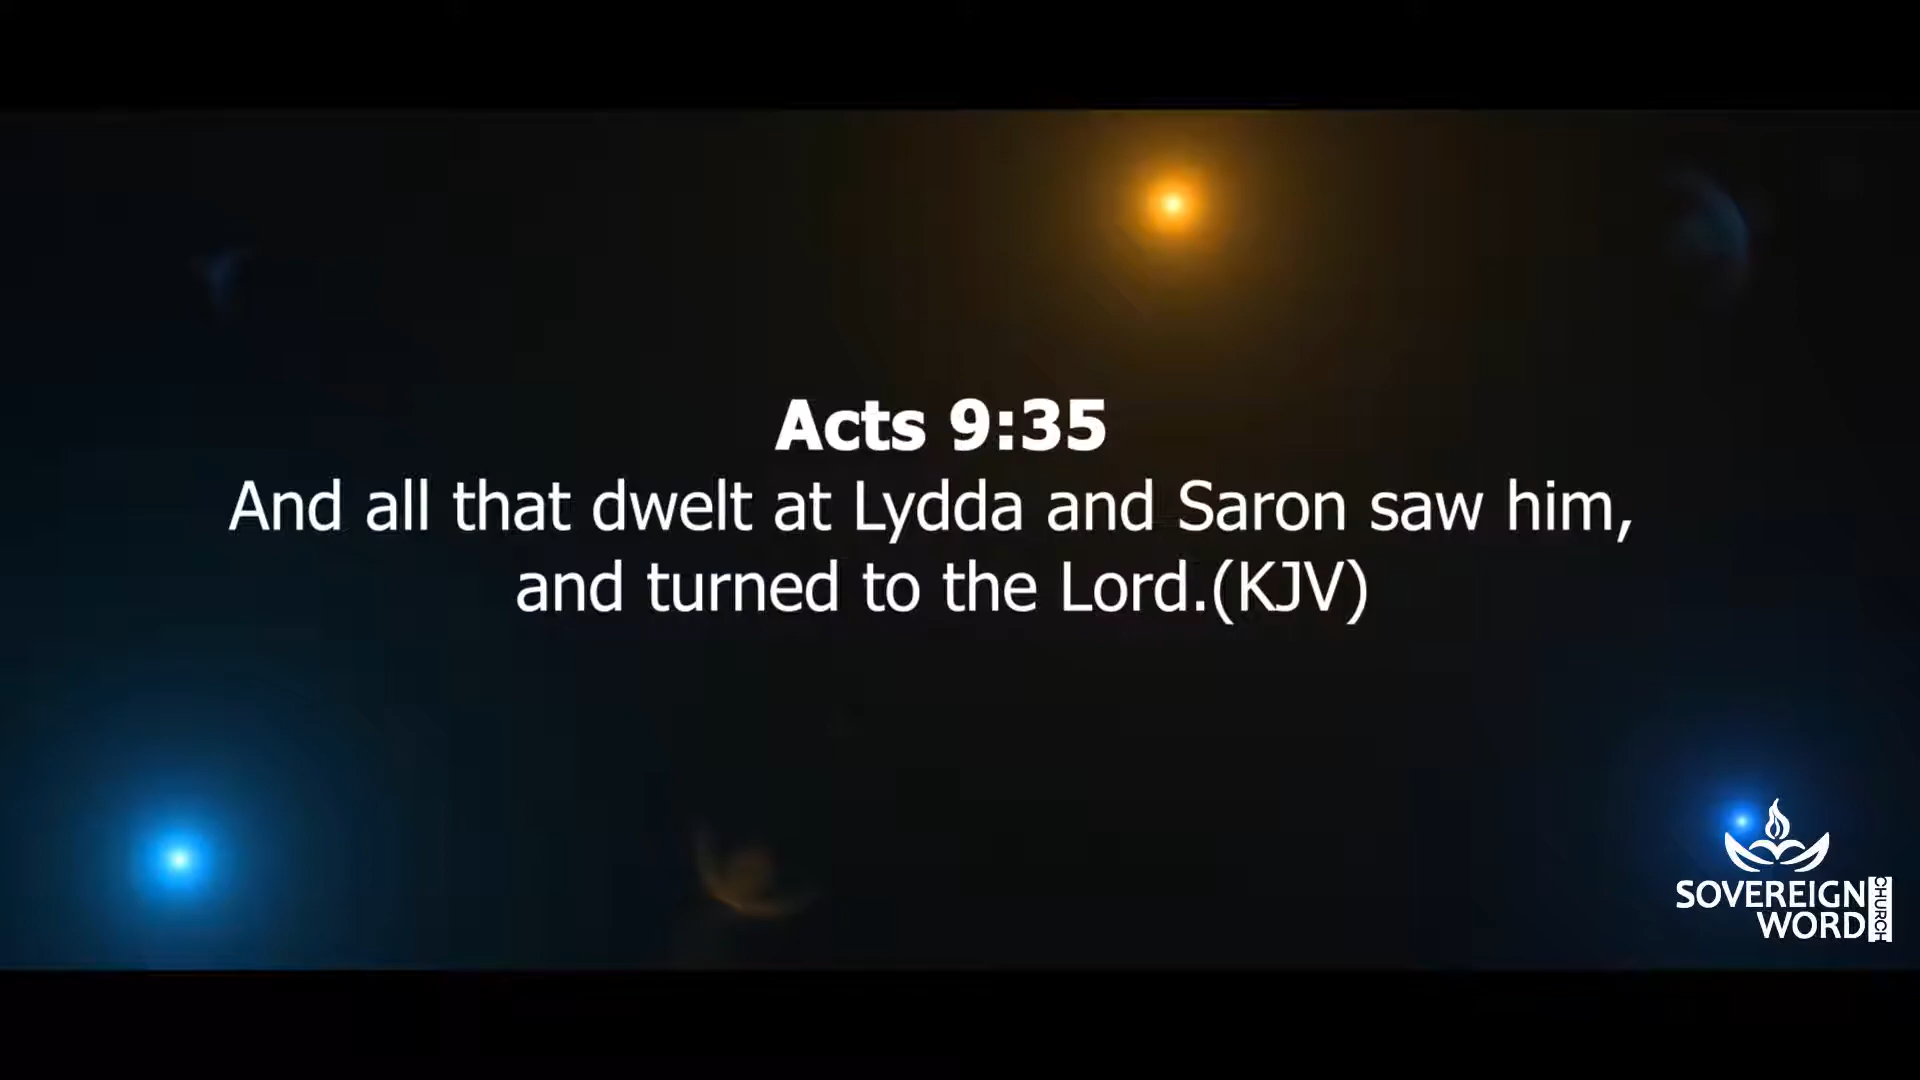 Acts 9:35
And all that dwelt at Lydda and Saron saw him,
and turned to the Lord.(KJV)
SOVEREIGN
WORD
CHURCH